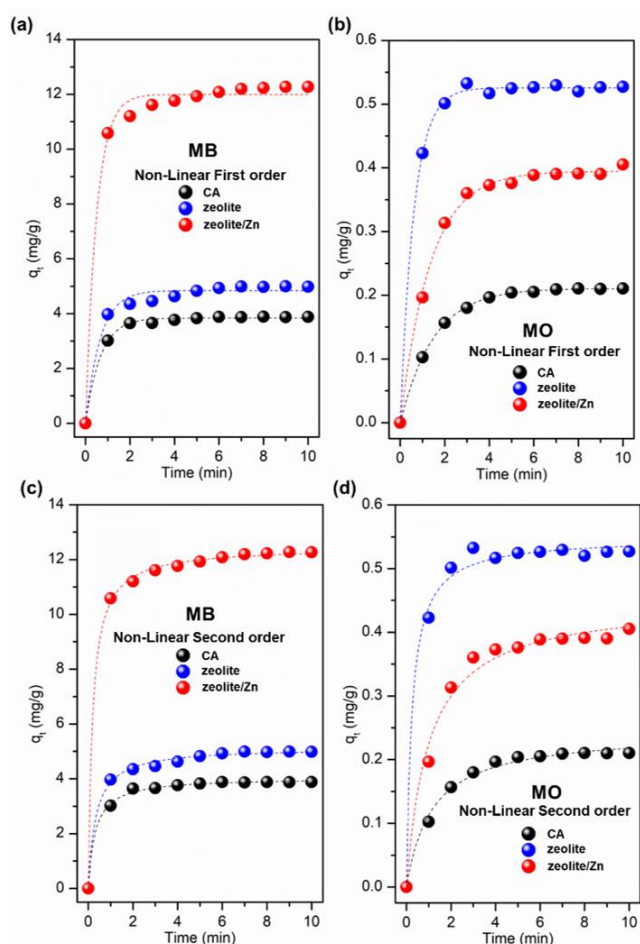 (a)
14
12
10
8
6
4
2
0
qt (mg/g)
MB
Non-Linear First order
CA
zeolite
zeolite/Zn
0 2 4 6 8 10
Time (min)
(b)
0.6
0.5
0.4
0.3
0.2
0.1
0.0
qt (mg/g)
MO
Non-Linear First order
CA
zeolite
zeolite/Zn
0 2 4 6 8 10
Time (min)
(c)
14
12
10
8
6
4
2
0
qt (mg/g)
MB
Non-Linear Second order
CA
zeolite
zeolite/Zn
0 2 4 6 8 10
Time (min)
(d)
0.6
0.5
0.4
0.3
0.2
0.1
0.0
qt (mg/g)
MO
Non-Linear Second order
CA
zeolite
zeolite/Zn
0 2 4 6 8 10
Time (min)